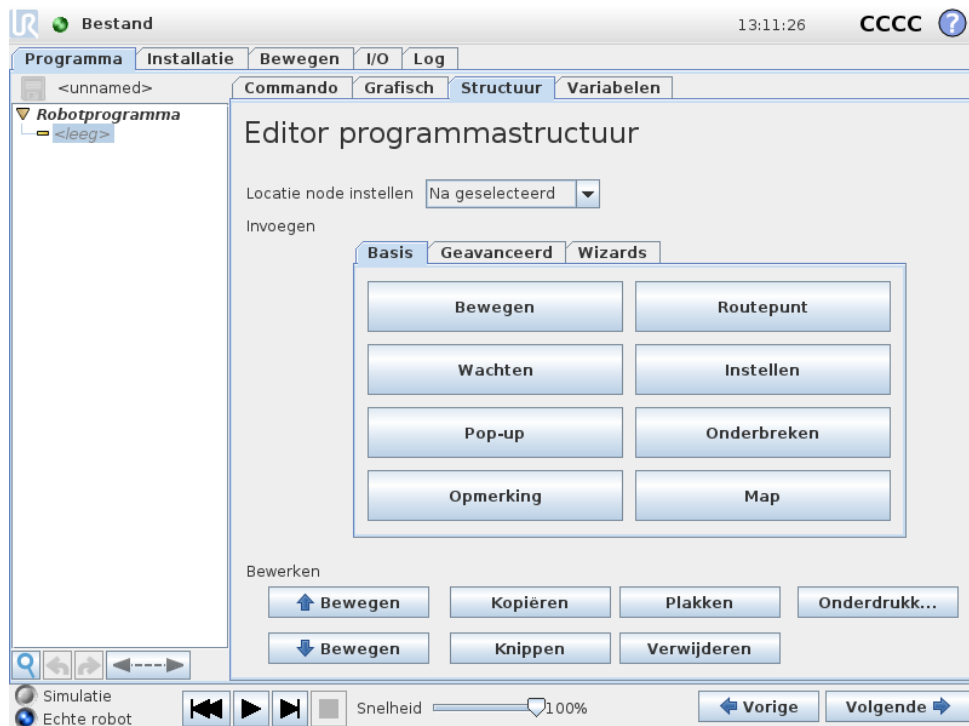 UR Bestand 13:11:26 CCCC ?
Programma Installatie Bewegen I/O Log
<unnamed> Commando Grafisch Structuur Variabelen
Robotprogramma
<leeg>
Editor programmastructuur
Locatie node instellen Na geselecteerd
Invoegen
Basis Geavanceerd Wizards
Bewegen Routepunt
Wachten Instellen
Pop-up Onderbreken
Opmerking Map
Bewerken
Bewegen Kopiëren Plakken Onderdrukk...
Bewegen Knippen Verwijderen
Simulatie
Echte robot
Snelheid 100%
Vorige Volgende